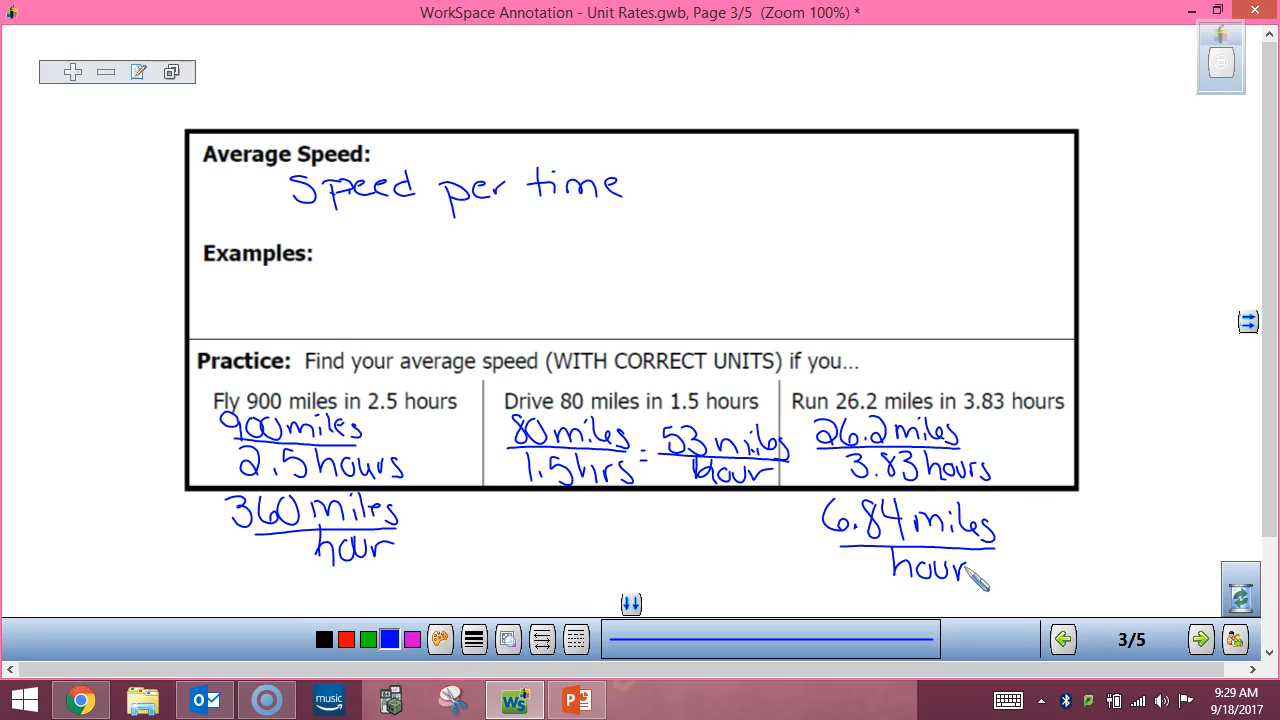 WorkSpace Annotation - Unit Rates.gwb, Page 3/5 (Zoom 100%) *
Average Speed:
Speed per time
Examples:
Practice: Find your average speed (WITH CORRECT UNITS) if you...
Fly 900 miles in 2.5 hours
900 miles
2.5 hours
360 miles
hour
Drive 80 miles in 1.5 hours
80 miles
1.5 hrs
=
53 miles
hour
Run 26.2 miles in 3.83 hours
26.2 miles
3.83 hours
6.84 miles
hour
3/5
music
WS
9:29 AM
9/18/2017